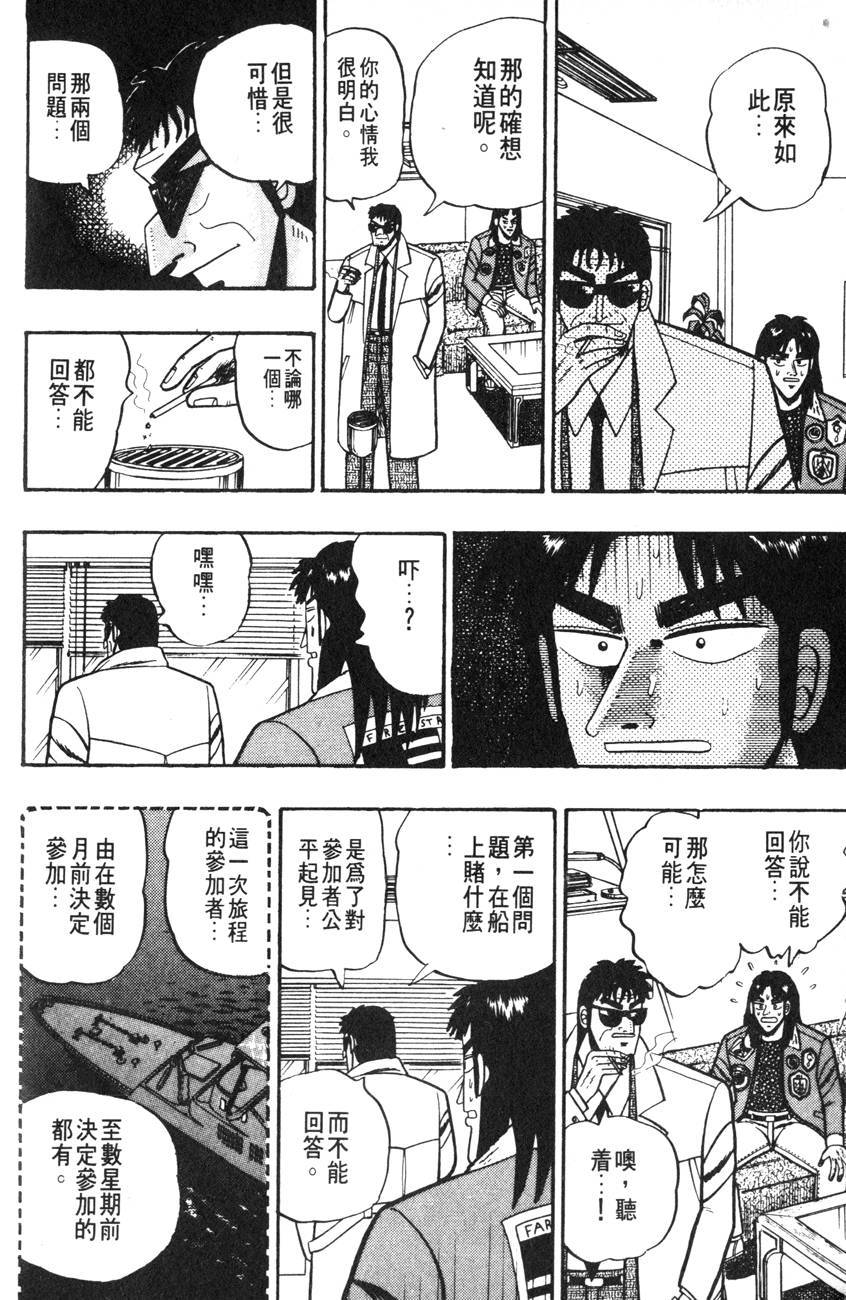 原來如
此…
那的確想
知道呢。
你的心情我
很明白。
但是很
可惜…
那兩個
問題…
不論哪
一個…
都不能
回答…
吓…?
嘿嘿…
FAR
STA
你說不能
回答…
那怎麼
可能…
噢，聽
着…!
第一個問
題，在船
上賭什麼
…
是爲了對
參加者公
平起見…
而不能
回答。
FAR
這一次旅程
的參加者…
由在數個
月前決定
參加…
至數星期前
決定參加的
都有。